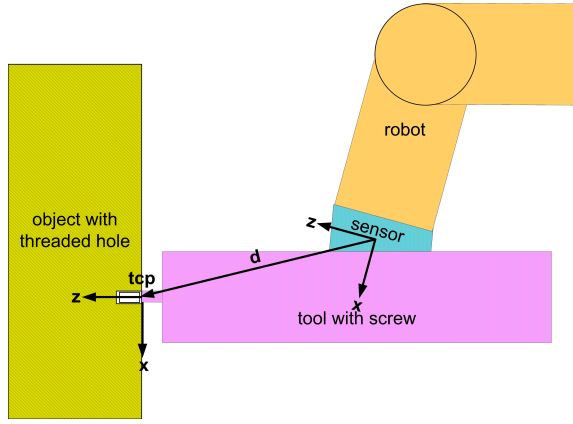 robot
object with
threaded hole
z
sensor
d
tcp
z
x
tool with screw
x